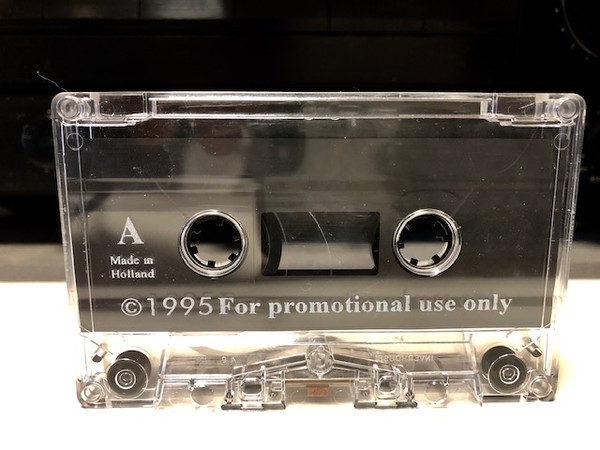 A
Made in
Holland
©1995 For promotional use only